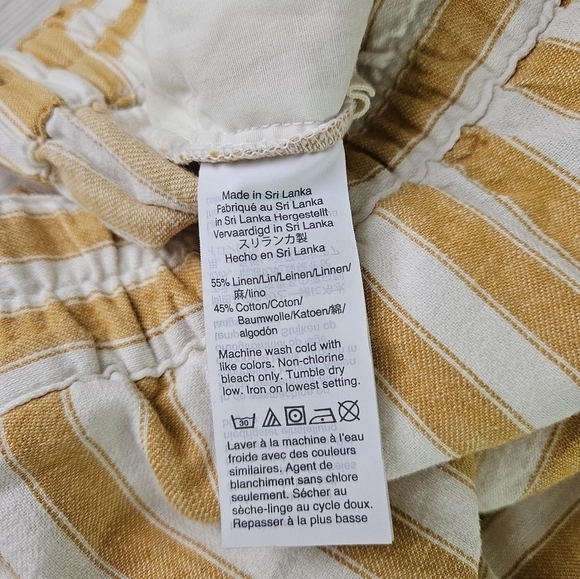 Made in Sri Lanka
Fabriqué au Sri Lanka
in Sri Lanka Hergestellt
Vervaardigd in Sri Lanka
スリランカ製
Hecho en Sri Lanka
55% Linen/Lin/Leinen/Linnen/
麻/lino
45% Cotton/Coton/
Baumwolle/Katoen/綿/
algodón
Machine wash cold with
like colors. Non-chlorine
bleach only. Tumble dry
low. Iron on lowest setting.
30
Laver à la machine à l'eau
froide avec des couleurs
similaires. Agent de
blanchiment sans chlore
seulement. Sécher au
sèche-linge au cycle doux.
Repasser à la plus basse